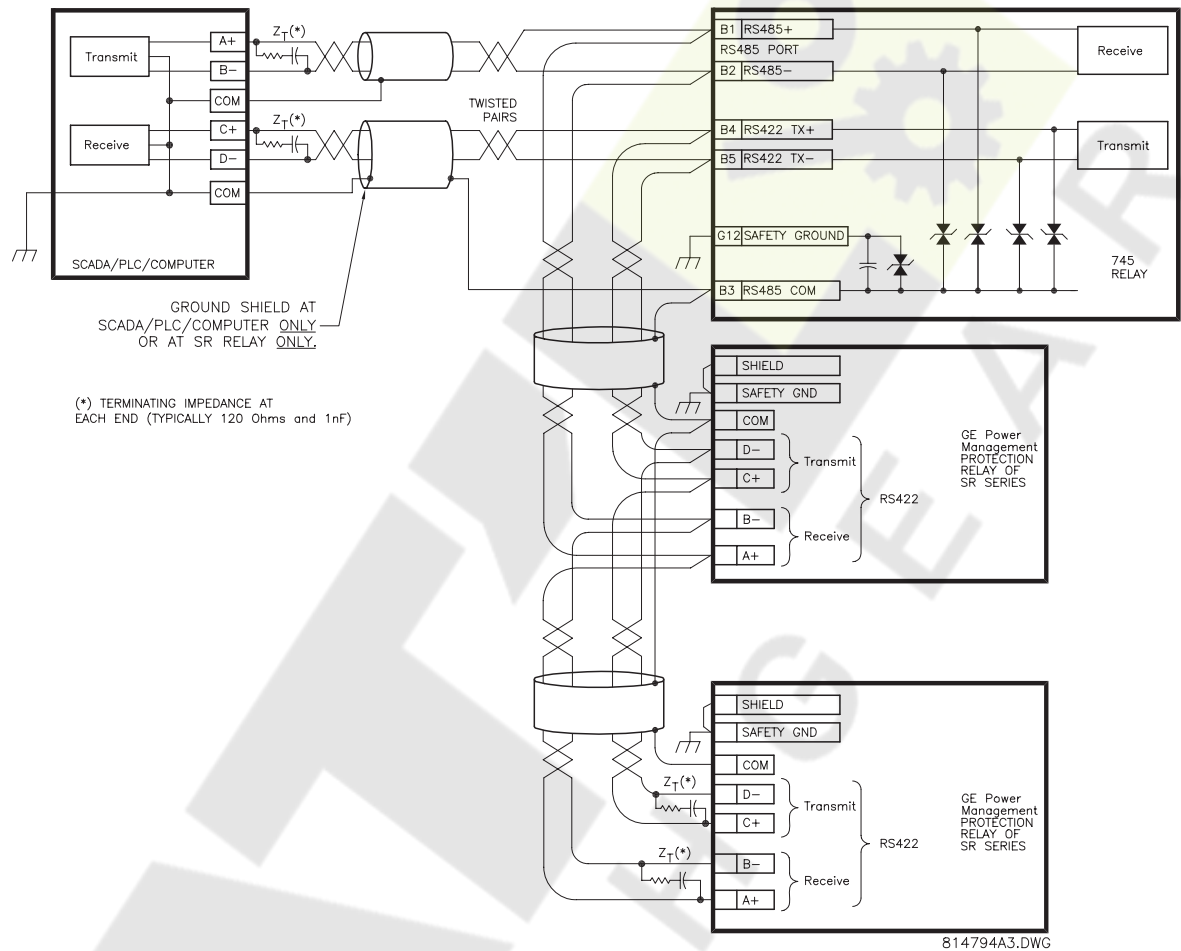 Transmit
Receive
A+
B-
COM
C+
D-
COM
SCADA/PLC/COMPUTER
ZT(*)
ZT(*)
TWISTED
PAIRS
GROUND SHIELD AT
SCADA/PLC/COMPUTER ONLY
OR AT SR RELAY ONLY.
(*) TERMINATING IMPEDANCE AT
EACH END (TYPICALLY 120 Ohms and 1nF)
B1 RS485+
RS485 PORT
B2 RS485-
B4 RS422 TX+
B5 RS422 TX-
G12 SAFETY GROUND
B3 RS485 COM
Receive
Transmit
745
RELAY
SHIELD
SAFETY GND
COM
D-
C+
B-
A+
Transmit
Receive
RS422
GE Power
Management
PROTECTION
RELAY OF
SR SERIES
SHIELD
SAFETY GND
COM
D-
C+
B-
A+
ZT(*)
ZT(*)
Transmit
Receive
RS422
GE Power
Management
PROTECTION
RELAY OF
SR SERIES
814794A3.DWG